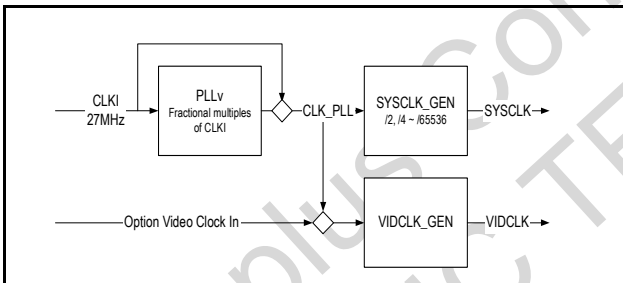 CLKI
27MHz
PLLv
Fractional multiples
of CLKI
CLK_PLL
SYSCLK_GEN
/2, /4 ~ /65536
SYSCLK
Option Video Clock In
VIDCLK_GEN
VIDCLK